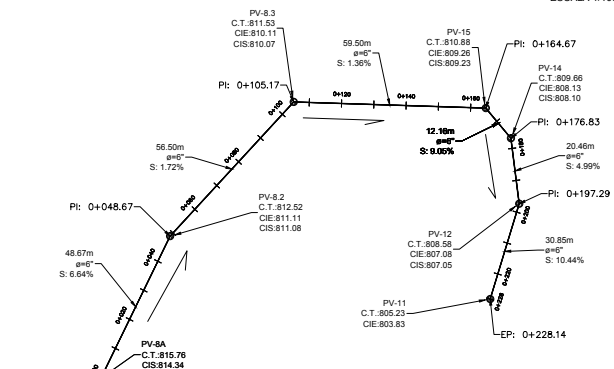 PV-8.3
C.T.:811.53
CIE:810.11
CIS:810.07
59.50m
ø=6"
S: 1.36%
PV-15
C.T.:810.88
CIE:809.26
CIS:809.23
PI: 0+164.67
PV-14
C.T.:809.66
CIE:808.13
CIS:808.10
PI: 0+105.17
0+100
0+120
0+140
0+160
PI: 0+176.83
12.16m
ø=6"
S: 9.05%
0+180
20.46m
ø=6"
S: 4.99%
56.50m
ø=6"
S: 1.72%
0+080
PI: 0+197.29
PI: 0+048.67
0+060
PV-8.2
C.T.:812.52
CIE:811.11
CIS:811.08
0+200
PV-12
C.T.:808.58
CIE:807.08
CIS:807.05
30.85m
ø=6"
S: 10.44%
48.67m
ø=6"
S: 6.64%
0+040
0+220
PV-11
C.T.:805.23
CIE:803.83
0+228
0+020
EP: 0+228.14
PV-8A
C.T.:815.76
CIS:814.34